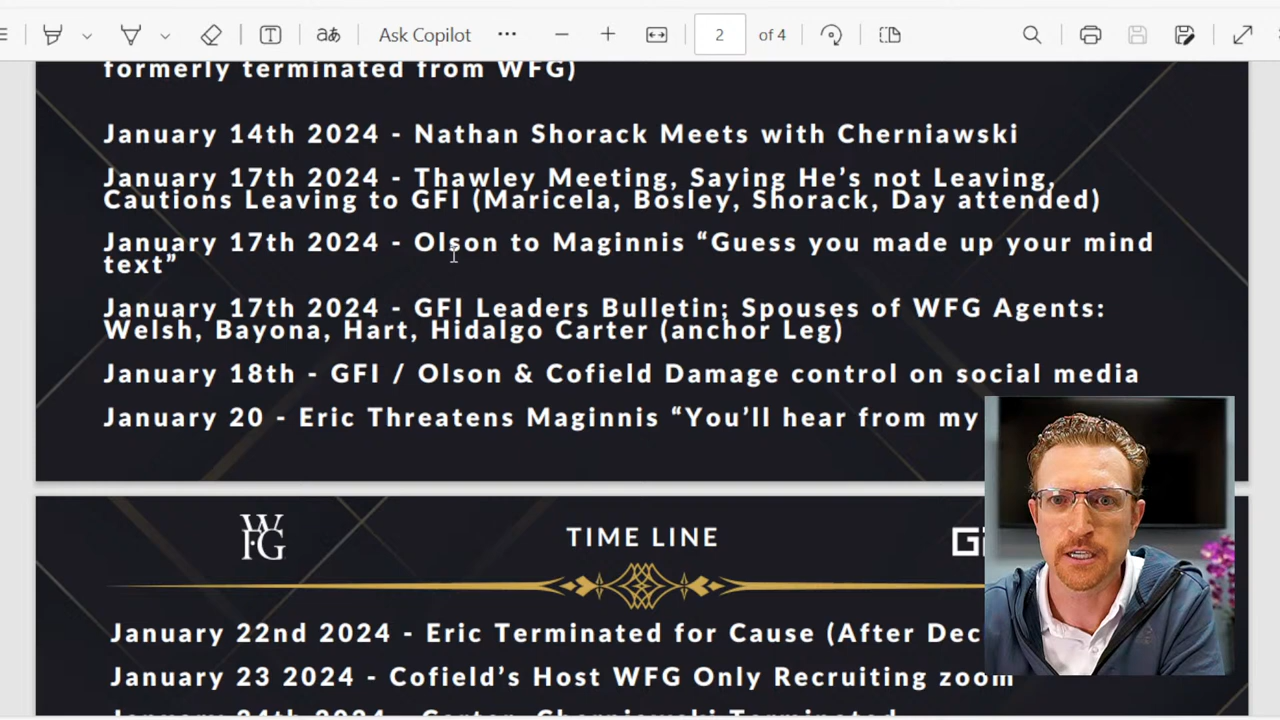 Ask Copilot
2
of 4
formerly terminated from WFG)
January 14th 2024 - Nathan Shorack Meets with Cherniawski
January 17th 2024 - Thawley Meeting, Saying He's not Leaving,
Cautions Leaving to GFI (Maricela, Bosley, Shorack, Day attended)
January 17th 2024 - Olson to Maginnis “Guess you made up your mind
text”
January 17th 2024 - GFI Leaders Bulletin; Spouses of WFG Agents:
Welsh, Bayona, Hart, Hidalgo Carter (anchor Leg)
January 18th - GFI / Olson & Cofield Damage control on social media
January 20 - Eric Threatens Maginnis “You’ll hear from my
WFG
TIME LINE
January 22nd 2024 - Eric Terminated for Cause (After Dec
January 23 2024 - Cofield’s Host WFG Only Recruiting zoom